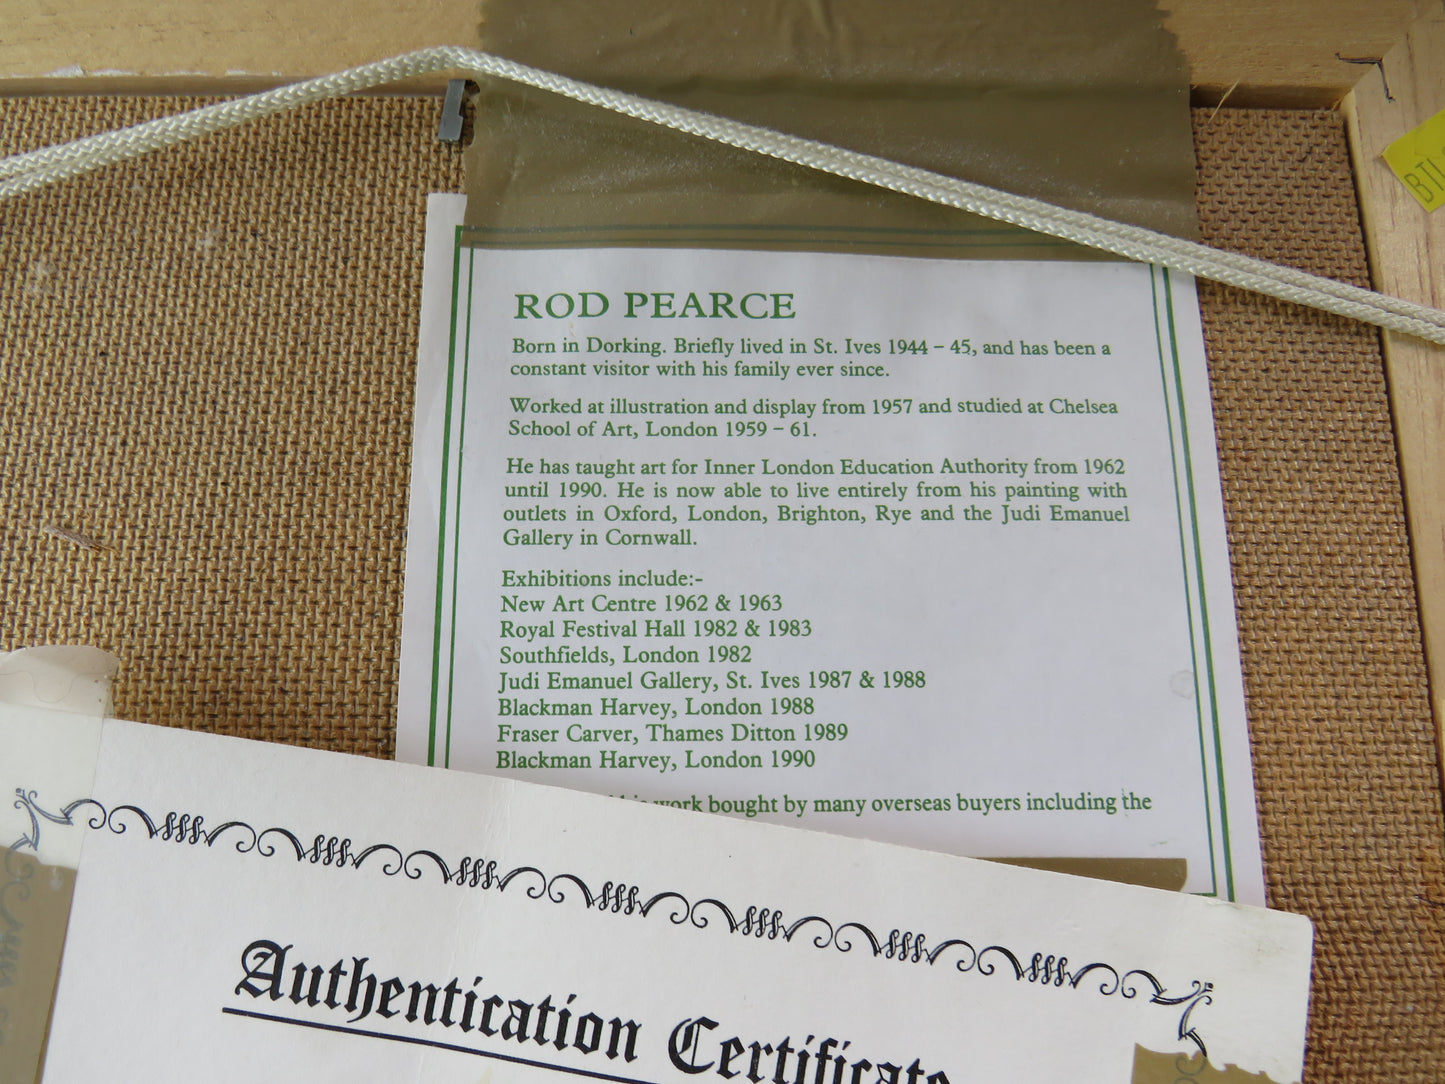 BTL
ROD PEARCE
Born in Dorking. Briefly lived in St. Ives 1944 – 45, and has been a
constant visitor with his family ever since.
Worked at illustration and display from 1957 and studied at Chelsea
School of Art, London 1959 – 61.
He has taught art for Inner London Education Authority from 1962
until 1990. He is now able to live entirely from his painting with
outlets in Oxford, London, Brighton, Rye and the Judi Emanuel
Gallery in Cornwall.
Exhibitions include:-
New Art Centre 1962 & 1963
Royal Festival Hall 1982 & 1983
Southfields, London 1982
Judi Emanuel Gallery, St. Ives 1987 & 1988
Blackman Harvey, London 1988
Fraser Carver, Thames Ditton 1989
Blackman Harvey, London 1990
work bought by many overseas buyers including the
Authentication Certificate